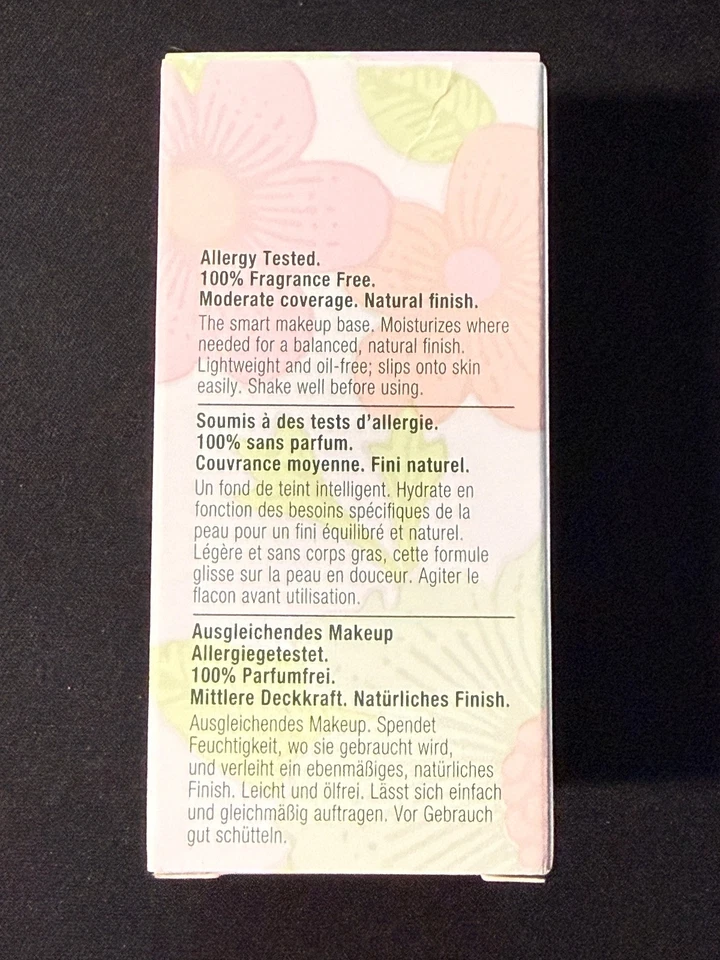 Allergy Tested.
100% Fragrance Free.
Moderate coverage. Natural finish.
The smart makeup base. Moisturizes where
needed for a balanced, natural finish.
Lightweight and oil-free; slips onto skin
easily. Shake well before using.
Soumis à des tests d'allergie.
100% sans parfum.
Couvrance moyenne. Fini naturel.
Un fond de teint intelligent. Hydrate en
fonction des besoins spécifiques de la
peau pour un fini équilibré et naturel.
Légère et sans corps gras, cette formule
glisse sur la peau en douceur. Agiter le
flacon avant utilisation.
Ausgleichendes Makeup
Allergiegetestet.
100% Parfumfrei.
Mittlere Deckkraft. Natürliches Finish.
Ausgleichendes Makeup. Spendet
Feuchtigkeit, wo sie gebraucht wird,
und verleiht ein ebenmäßiges, natürliches
Finish. Leicht und ölfrei. Lässt sich einfach
und gleichmäßig auftragen. Vor Gebrauch
gut schütteln.